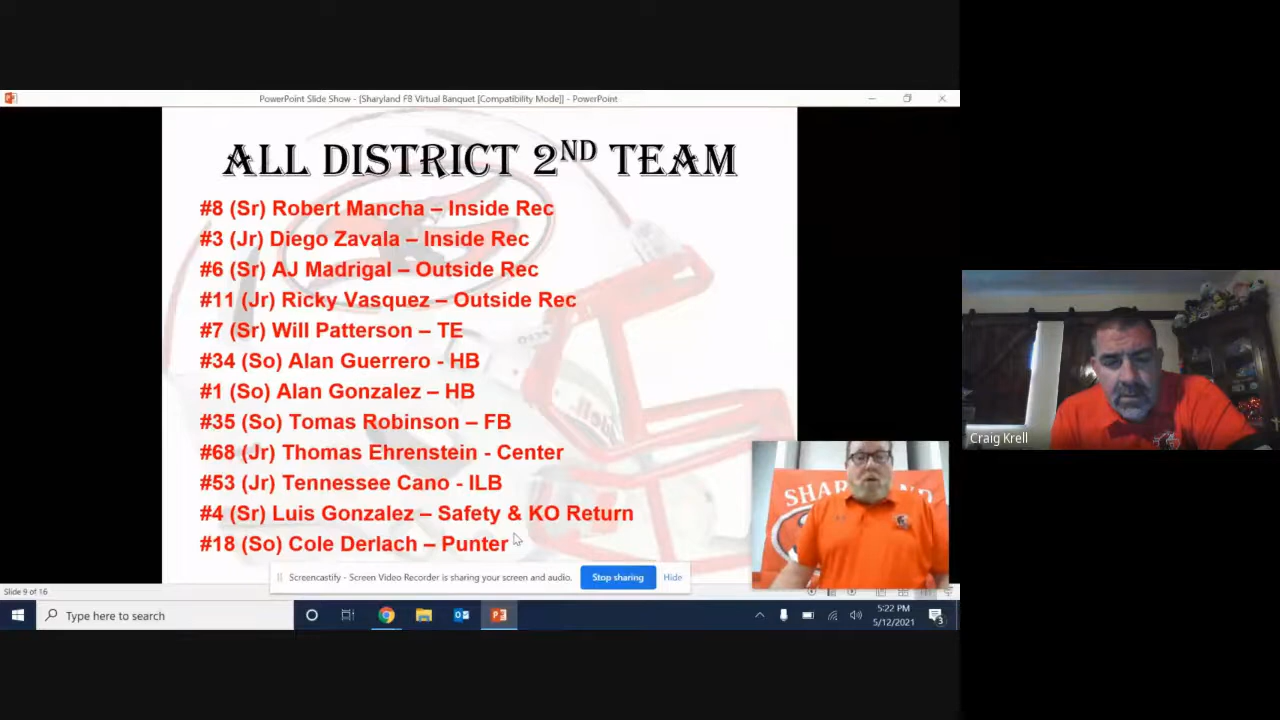 PowerPoint Slide Show - [Sharyland FB Virtual Banquet [Compatibility Mode]] - PowerPoint
ALL DISTRICT 2ND TEAM
#8 (Sr) Robert Mancha – Inside Rec
#3 (Jr) Diego Zavala – Inside Rec
#6 (Sr) AJ Madrigal – Outside Rec
#11 (Jr) Ricky Vasquez – Outside Rec
#7 (Sr) Will Patterson – TE
#34 (So) Alan Guerrero - HB
#1 (So) Alan Gonzalez – HB
#35 (So) Tomas Robinson – FB
#68 (Jr) Thomas Ehrenstein - Center
#53 (Jr) Tennessee Cano - ILB
#4 (Sr) Luis Gonzalez – Safety & KO Return
#18 (So) Cole Derlach – Punter
Craig Krell
Screencastify - Screen Video Recorder is sharing your screen and audio. Stop sharing Hide
Slide 9 of 16
Type here to search
5:22 PM
5/12/2021
3